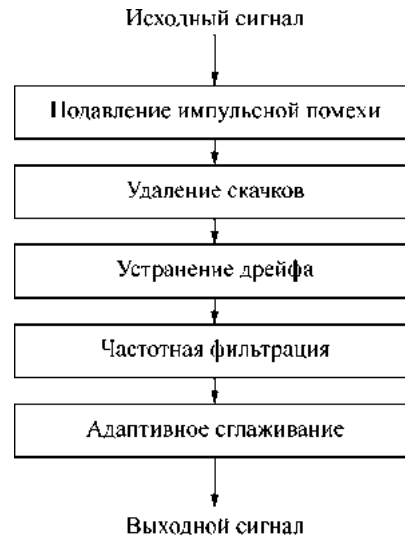 Исходный сигнал
Подавление импульсной помехи
Удаление скачков
Устранение дрейфа
Частотная фильтрация
Адаптивное сглаживание
Выходной сигнал